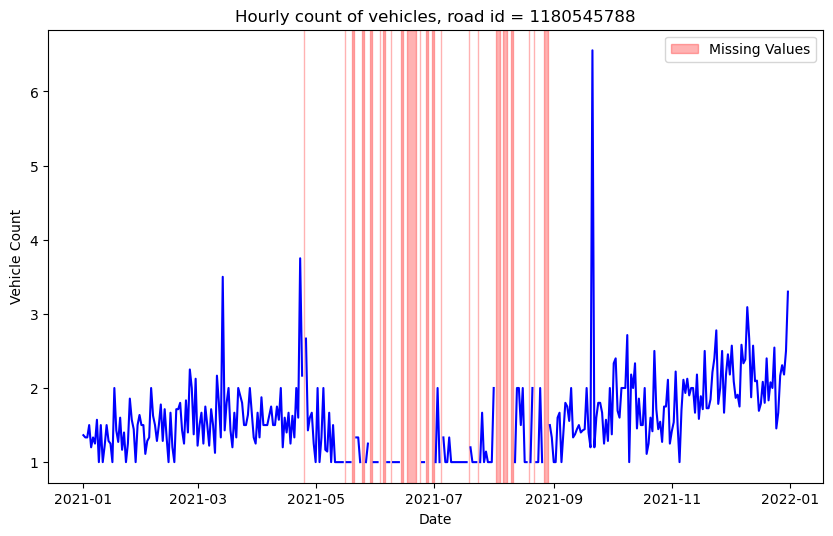 Hourly count of vehicles, road id = 1180545788
Missing Values
Vehicle Count
6
5
4
3
2
1
2021-01 2021-03 2021-05 2021-07 2021-09 2021-11 2022-01
Date